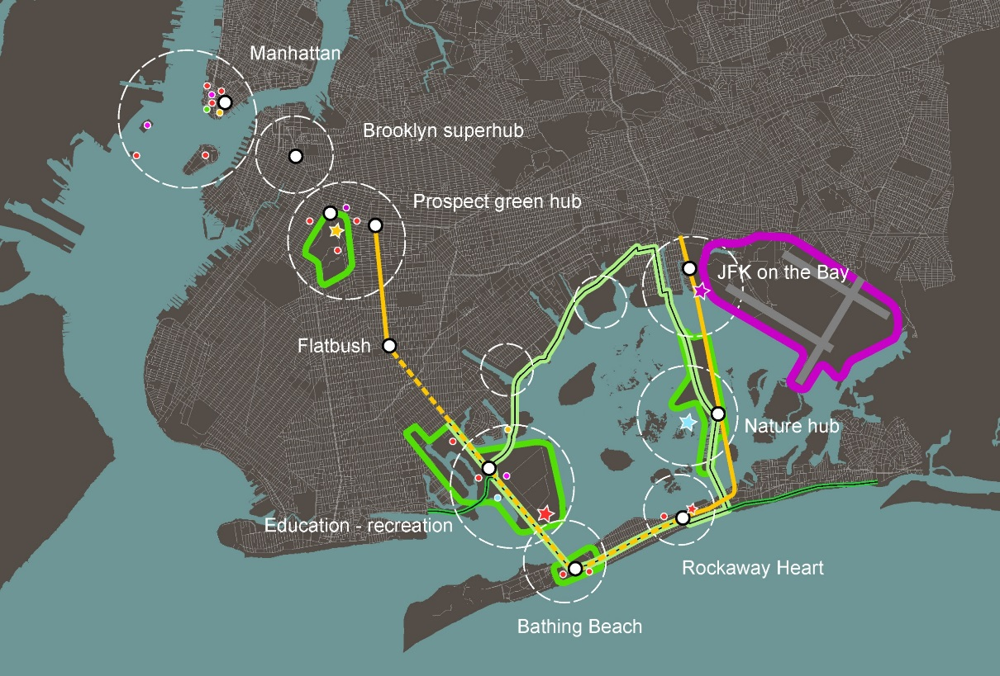 Manhattan
Brooklyn superhub
Prospect green hub
JFK on the Bay
Flatbush
Nature hub
Education - recreation
Rockaway Heart
Bathing Beach